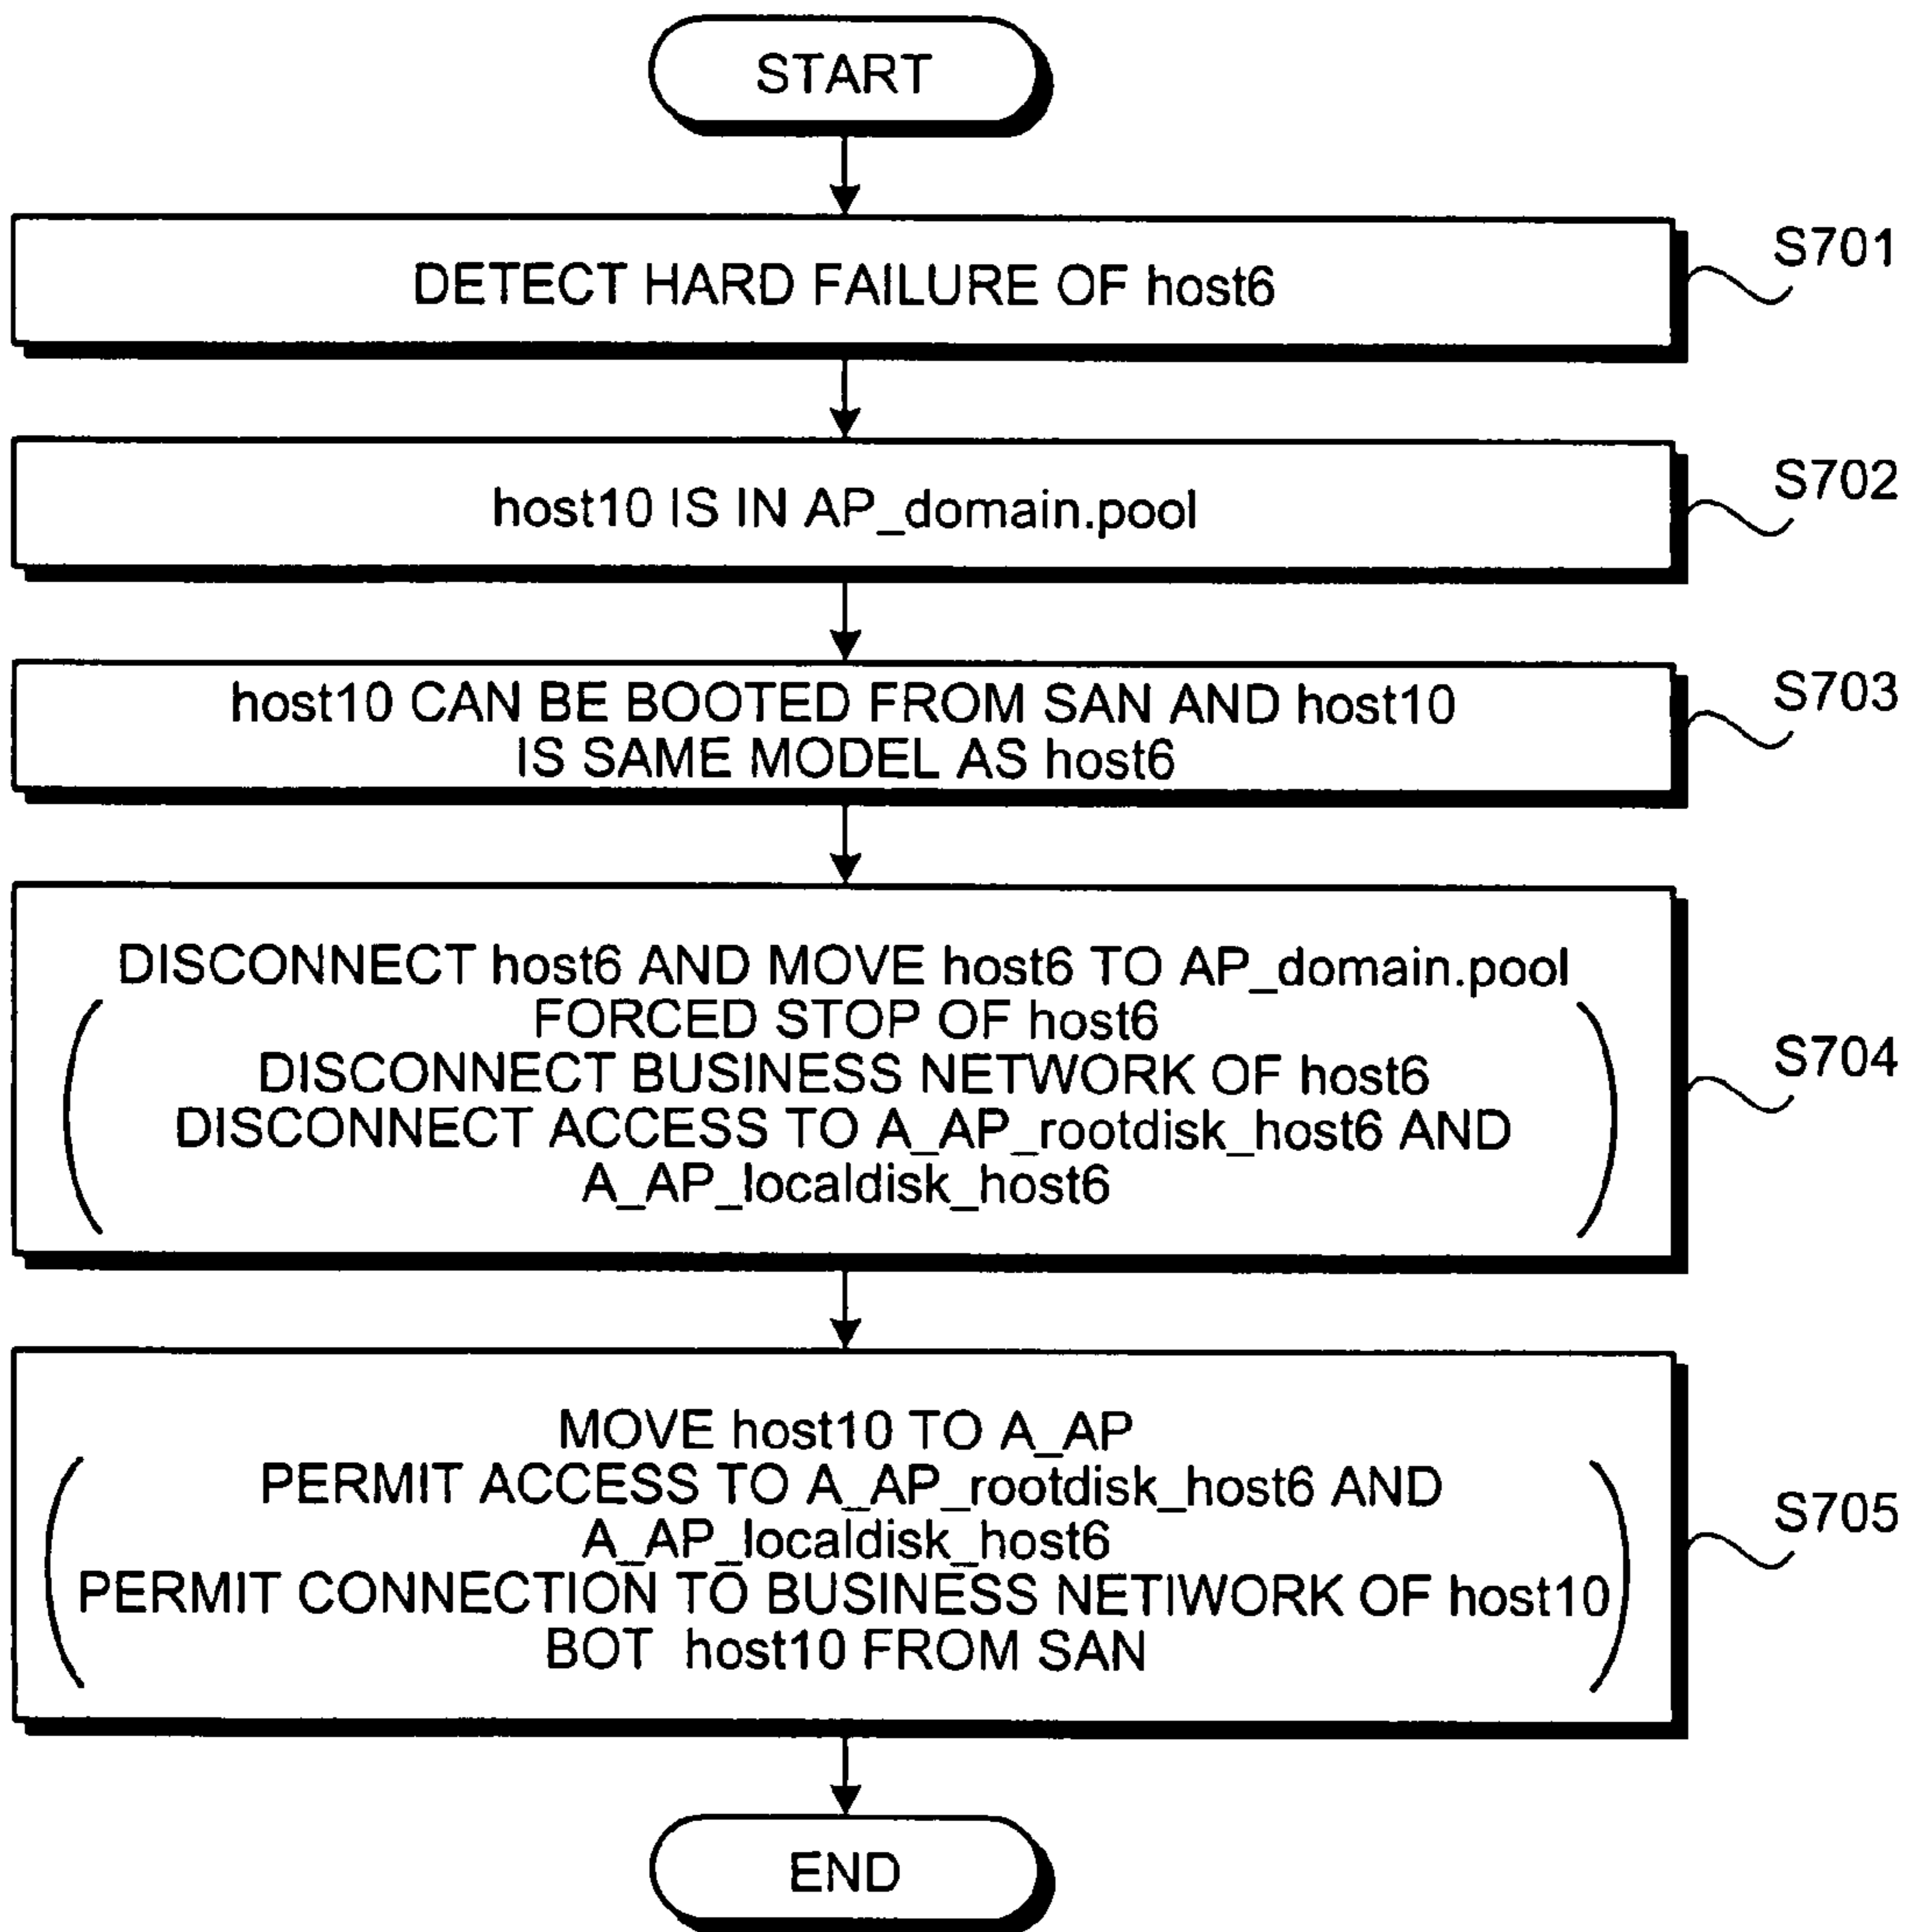 START
DETECT HARD FAILURE OF host6
S701
host10 IS IN AP_domain.pool
S702
host10 CAN BE BOOTED FROM SAN AND host10
IS SAME MODEL AS host6
S703
DISCONNECT host6 AND MOVE host6 TO AP_domain.pool
FORCED STOP OF host6
DISCONNECT BUSINESS NETWORK OF host6
DISCONNECT ACCESS TO A_AP_rootdisk_host6 AND
A_AP_localdisk_host6
S704
MOVE host10 TO A_AP
PERMIT ACCESS TO A_AP_rootdisk_host6 AND
A_AP_localdisk_host6
PERMIT CONNECTION TO BUSINESS NETIWORK OF host10
BOT host10 FROM SAN
S705
END